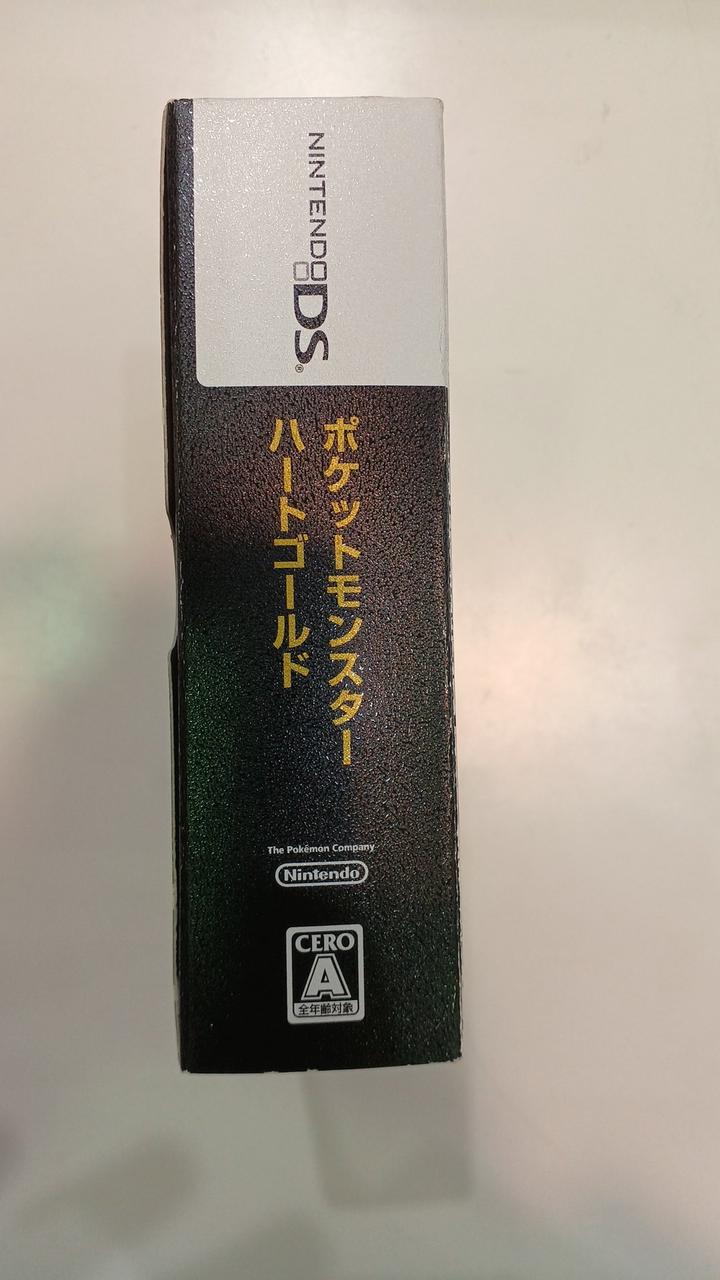 NINTENDO DS®
ポケットモンスター
ハートゴールド
The Pokémon Company
Nintendo®
CERO
A
全年齢対象